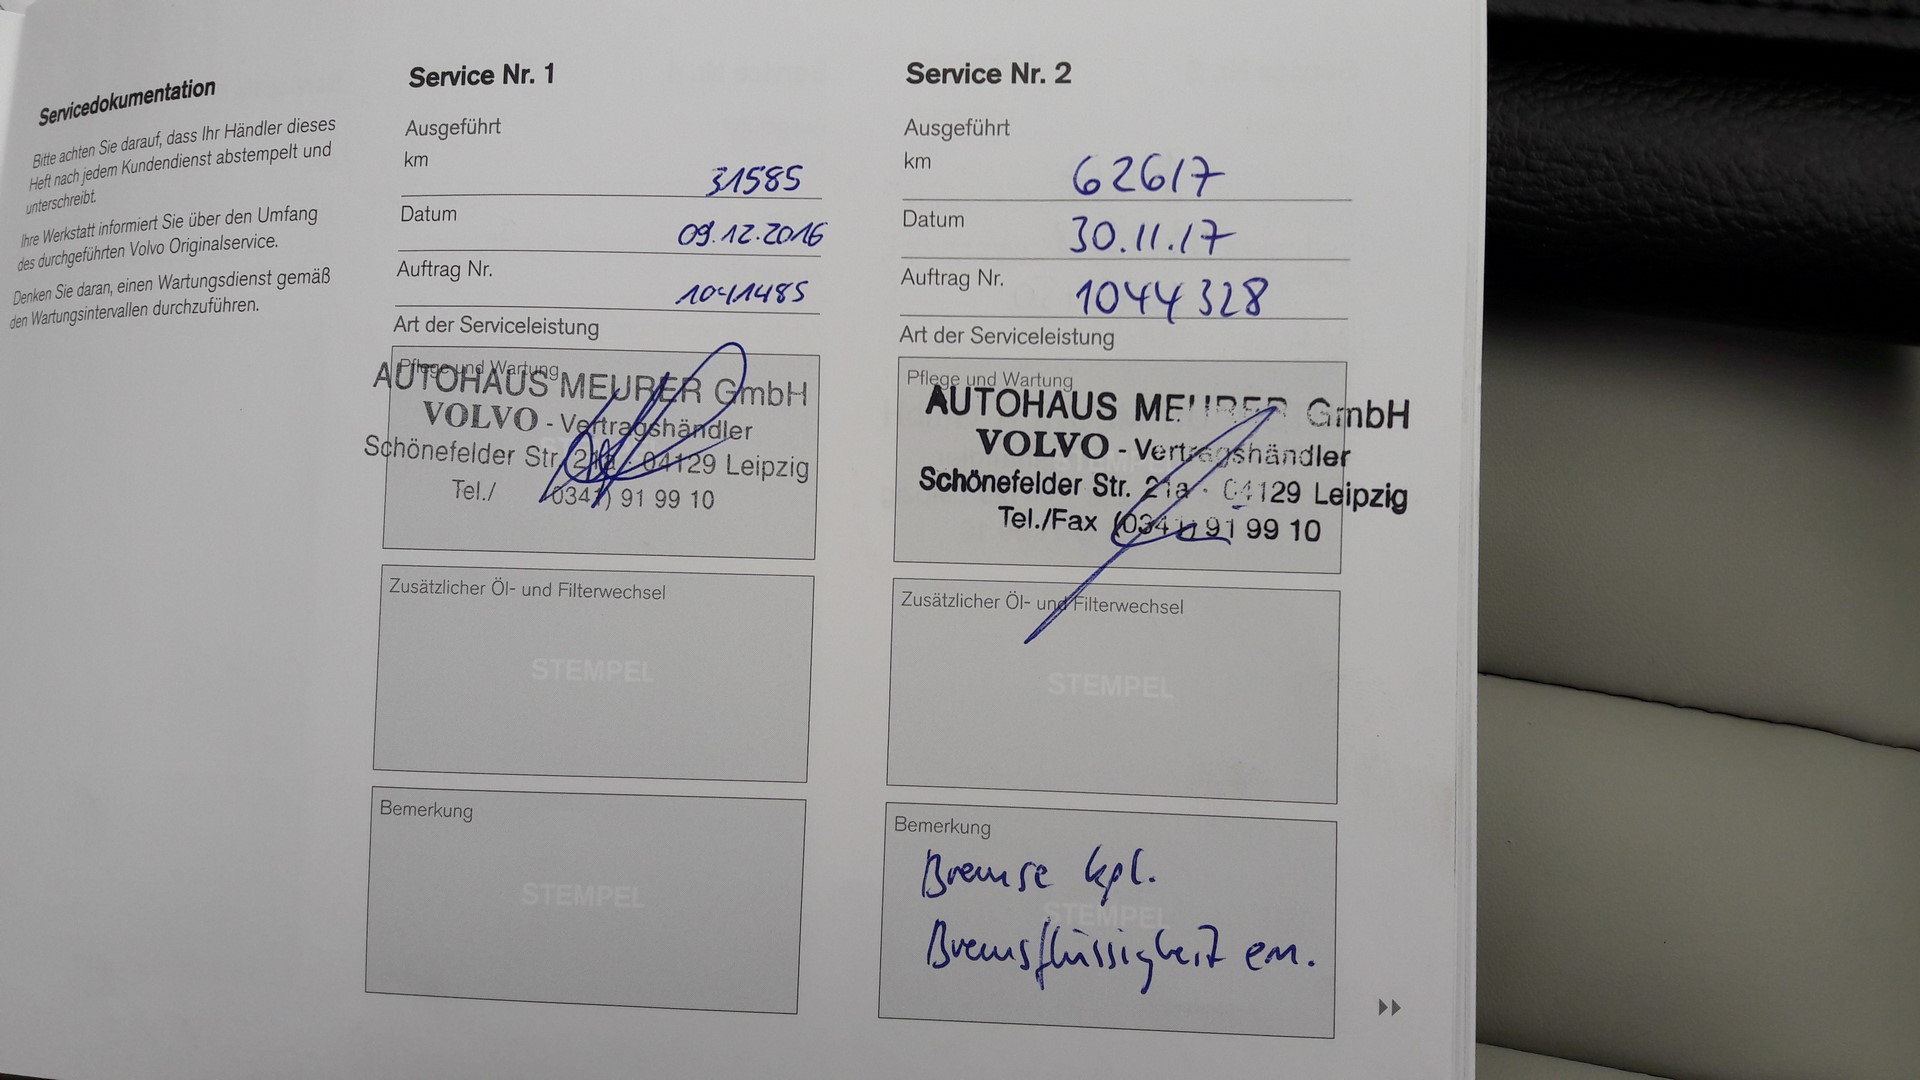 Servicedokumentation
Bitte achten Sie darauf, dass Ihr Händler dieses
Heft nach jedem Kundendienst abstempelt und
unterschreibt.
Ihre Werkstatt informiert Sie über den Umfang
des durchgeführten Volvo Originalservice.
Denken Sie daran, einen Wartungsdienst gemäß
den Wartungsintervallen durchzuführen.
Service Nr. 1
Ausgeführt
km 31585
Datum 09.12.2016
Auftrag Nr. 1041485
Art der Serviceleistung
Pflege und Wartung
AUTOHAUS MEURER GmbH
VOLVO - Vertragshändler
Schönefelder Str. 21a · 04129 Leipzig
Tel./ (0341) 91 99 10
Zusätzlicher Öl- und Filterwechsel
STEMPEL
Bemerkung
STEMPEL
Service Nr. 2
Ausgeführt
km 62617
Datum 30.11.17
Auftrag Nr. 1044328
Art der Serviceleistung
Pflege und Wartung
AUTOHAUS MEURER GmbH
VOLVO - Vertragshändler
Schönefelder Str. 21a · 04129 Leipzig
Tel./Fax (0341) 91 99 10
Zusätzlicher Öl- und Filterwechsel
STEMPEL
Bemerkung
Bremse kpl.
STEMPEL
Bremsflüssigkeit ern.